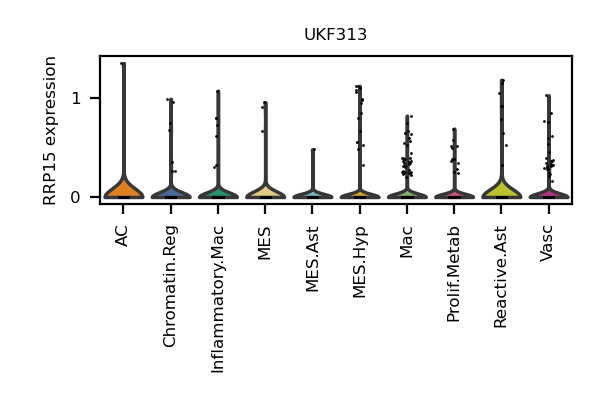 UKF313
RRP15 expression
1
0
AC
Chromatin.Reg
Inflammatory.Mac
MES
MES.Ast
MES.Hyp
Mac
Prolif.Metab
Reactive.Ast
Vasc